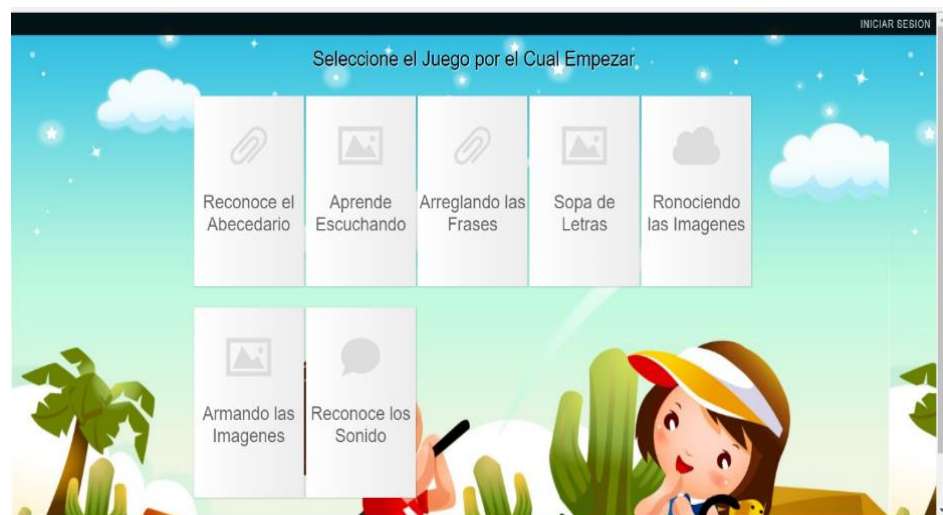 INICIAR SESION
Seleccione el Juego por el Cual Empezar
Reconoce el
Abecedario
Aprende
Escuchando
Arreglando las
Frases
Sopa de
Letras
Ronociendo
las Imagenes
Armando las
Imagenes
Reconoce los
Sonido